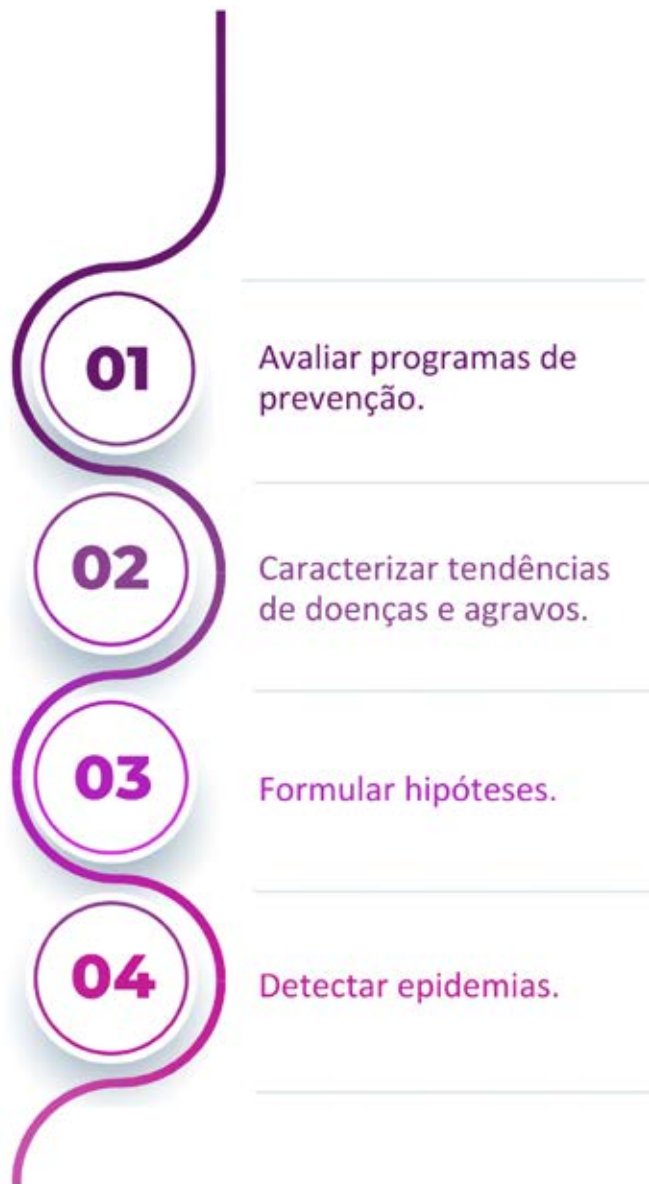 01
Avaliar programas de
prevenção.
02
Caracterizar tendências
de doenças e agravos.
03
Formular hipóteses.
04
Detectar epidemias.